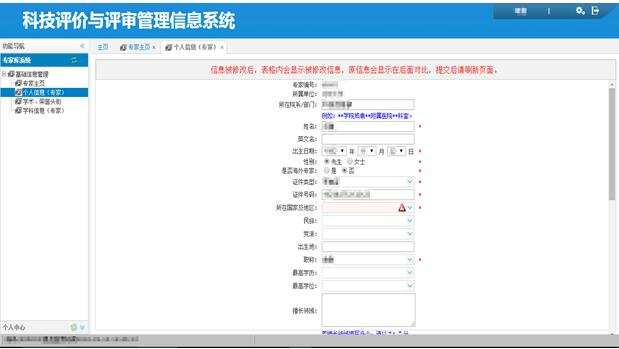 科技评价与评审管理信息系统
功能导航
主页 专家主页 × 个人信息（专家） ×
专家库系统
基础信息管理
专家主页
个人信息（专家）
学术、荣誉头衔
学科信息（专家）
个人中心
信息被修改后，表格内会显示被修改信息，原信息会显示在后面对比，提交后请刷新页面。
专家编号：
所属单位：
所在院系/部门：
例如：**学院或者**附属医院**科室。
姓名： *
英文名：
出生日期： 年 月 日 *
性别： 先生 女士 *
是否海外专家： 是 否 *
证件类型： *
证件号码： *
所在国家及地区： *
民族：
党派：
出生地：
职称： *
最高学历：
最高学位：
擅长领域：